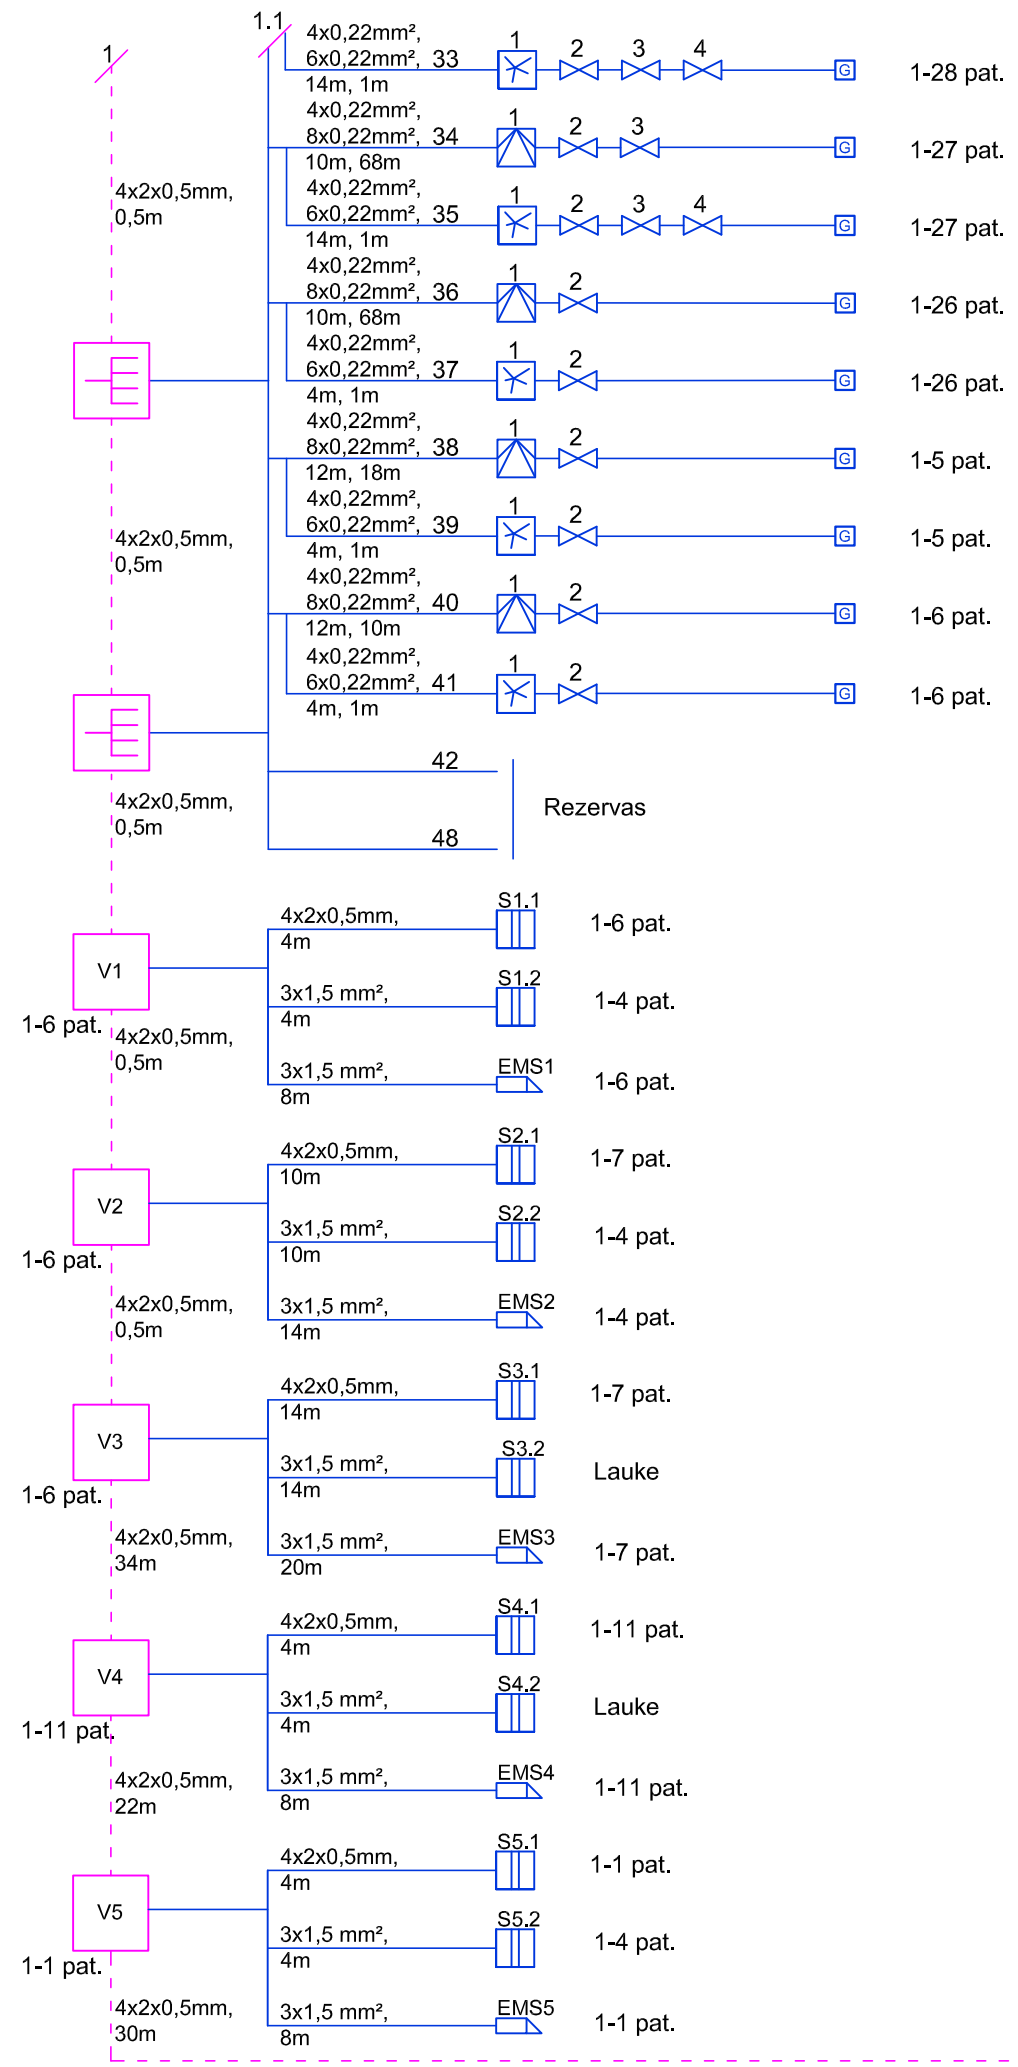 1
1.1
4x2x0,5mm,
0,5m
4x0,22mm²,
6x0,22mm², 33
14m, 1m
1 2 3 4
G
1-28 pat.
4x0,22mm²,
8x0,22mm², 34
10m, 68m
1 2 3
G
1-27 pat.
4x0,22mm²,
6x0,22mm², 35
14m, 1m
1 2 3 4
G
1-27 pat.
4x0,22mm²,
8x0,22mm², 36
10m, 68m
1 2
G
1-26 pat.
4x0,22mm²,
6x0,22mm², 37
4m, 1m
1 2
G
1-26 pat.
4x0,22mm²,
8x0,22mm², 38
12m, 18m
1 2
G
1-5 pat.
4x2x0,5mm,
0,5m
4x0,22mm²,
6x0,22mm², 39
4m, 1m
1 2
G
1-5 pat.
4x0,22mm²,
8x0,22mm², 40
12m, 10m
1 2
G
1-6 pat.
4x0,22mm²,
6x0,22mm², 41
4m, 1m
1 2
G
1-6 pat.
42
Rezervas
48
4x2x0,5mm,
0,5m
V1
1-6 pat.
4x2x0,5mm,
4m
S1.1
1-6 pat.
3x1,5 mm²,
4m
S1.2
1-4 pat.
3x1,5 mm²,
8m
EMS1
1-6 pat.
4x2x0,5mm,
0,5m
V2
1-6 pat.
4x2x0,5mm,
10m
S2.1
1-7 pat.
3x1,5 mm²,
10m
S2.2
1-4 pat.
3x1,5 mm²,
14m
EMS2
1-4 pat.
4x2x0,5mm,
0,5m
V3
1-6 pat.
4x2x0,5mm,
14m
S3.1
1-7 pat.
3x1,5 mm²,
14m
S3.2
Lauke
3x1,5 mm²,
20m
EMS3
1-7 pat.
4x2x0,5mm,
34m
V4
1-11 pat.
4x2x0,5mm,
4m
S4.1
1-11 pat.
3x1,5 mm²,
4m
S4.2
Lauke
3x1,5 mm²,
8m
EMS4
1-11 pat.
4x2x0,5mm,
22m
V5
1-1 pat.
4x2x0,5mm,
4m
S5.1
1-1 pat.
3x1,5 mm²,
4m
S5.2
1-4 pat.
3x1,5 mm²,
8m
EMS5
1-1 pat.
4x2x0,5mm,
30m